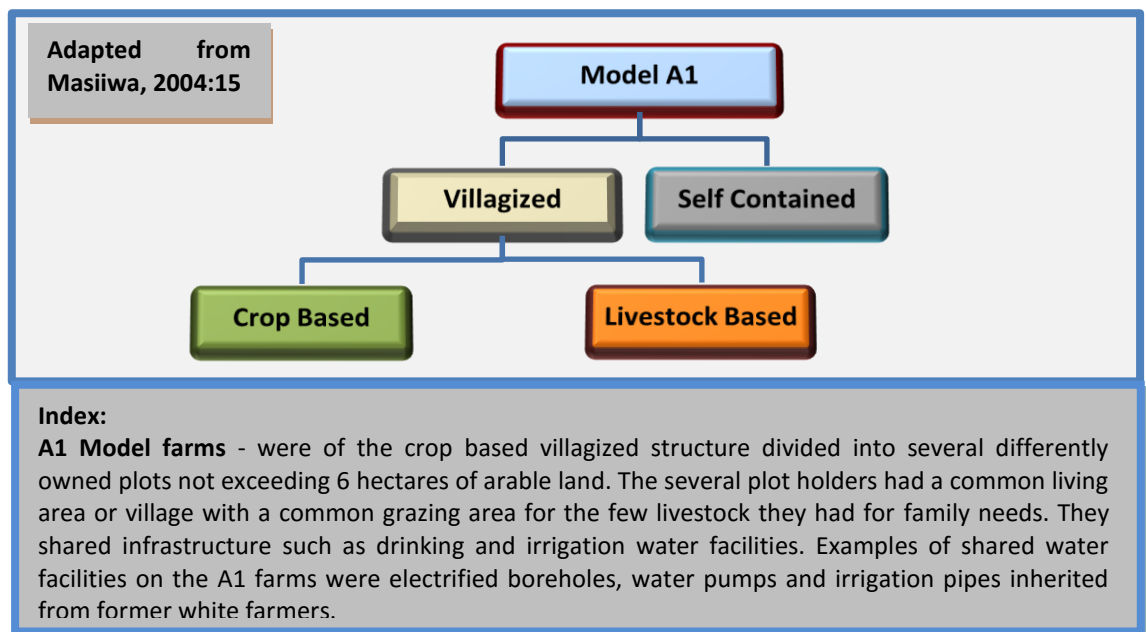 Adapted from
Masiiwa, 2004:15
Model A1
Villagized
Self Contained
Crop Based
Livestock Based
Index:
A1 Model farms - were of the crop based villagized structure divided into several differently
owned plots not exceeding 6 hectares of arable land. The several plot holders had a common living
area or village with a common grazing area for the few livestock they had for family needs. They
shared infrastructure such as drinking and irrigation water facilities. Examples of shared water
facilities on the A1 farms were electrified boreholes, water pumps and irrigation pipes inherited
from former white farmers.